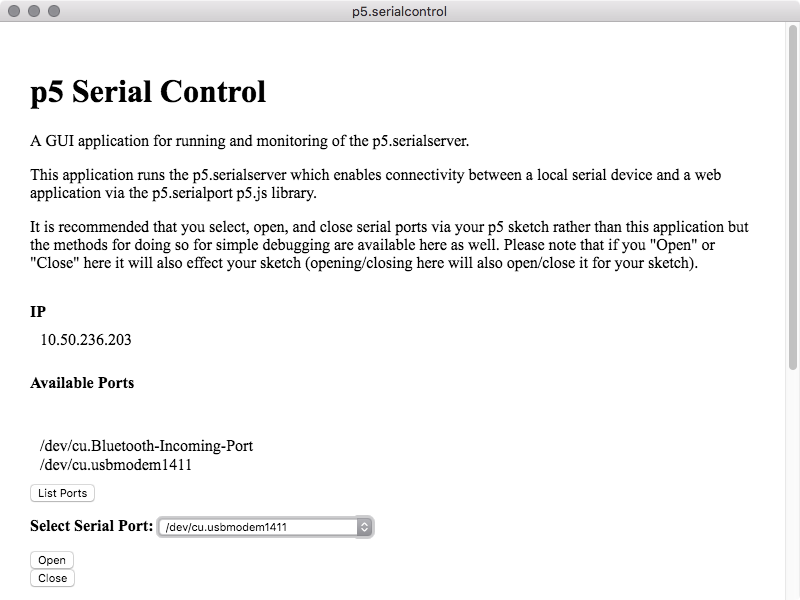 p5.serialcontrol
p5 Serial Control
A GUI application for running and monitoring of the p5.serialserver.
This application runs the p5.serialserver which enables connectivity between a local serial device and a web
application via the p5.serialport p5.js library.
It is recommended that you select, open, and close serial ports via your p5 sketch rather than this application but
the methods for doing so for simple debugging are available here as well. Please note that if you "Open" or
"Close" here it will also effect your sketch (opening/closing here will also open/close it for your sketch).
IP
10.50.236.203
Available Ports
/dev/cu.Bluetooth-Incoming-Port
/dev/cu.usbmodem1411
List Ports
Select Serial Port: /dev/cu.usbmodem1411
Open
Close